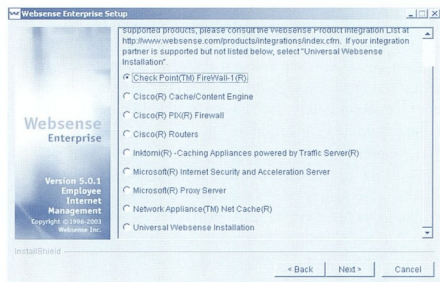 Websense Enterprise Setup
supported products, please consult the Websense Product Integration List at
http://www.websense.com/products/integrations/index.cfm. If your integration
partner is supported but not listed below, select "Universal Websense
Installation".
Check Point(TM) FireWall-1(R)
Cisco(R) Cache/Content Engine
Cisco(R) PIX(R) Firewall
Cisco(R) Routers
Inktomi(R) -Caching Appliances powered by Traffic Server(R)
Microsoft(R) Internet Security and Acceleration Server
Microsoft(R) Proxy Server
Network Appliance(TM) Net Cache(R)
Universal Websense Installation
Websense
Enterprise
Version 5.0.1
Employee
Internet
Management
Copyright ©1996-2003
Websense Inc.
InstallShield
< Back
Next >
Cancel